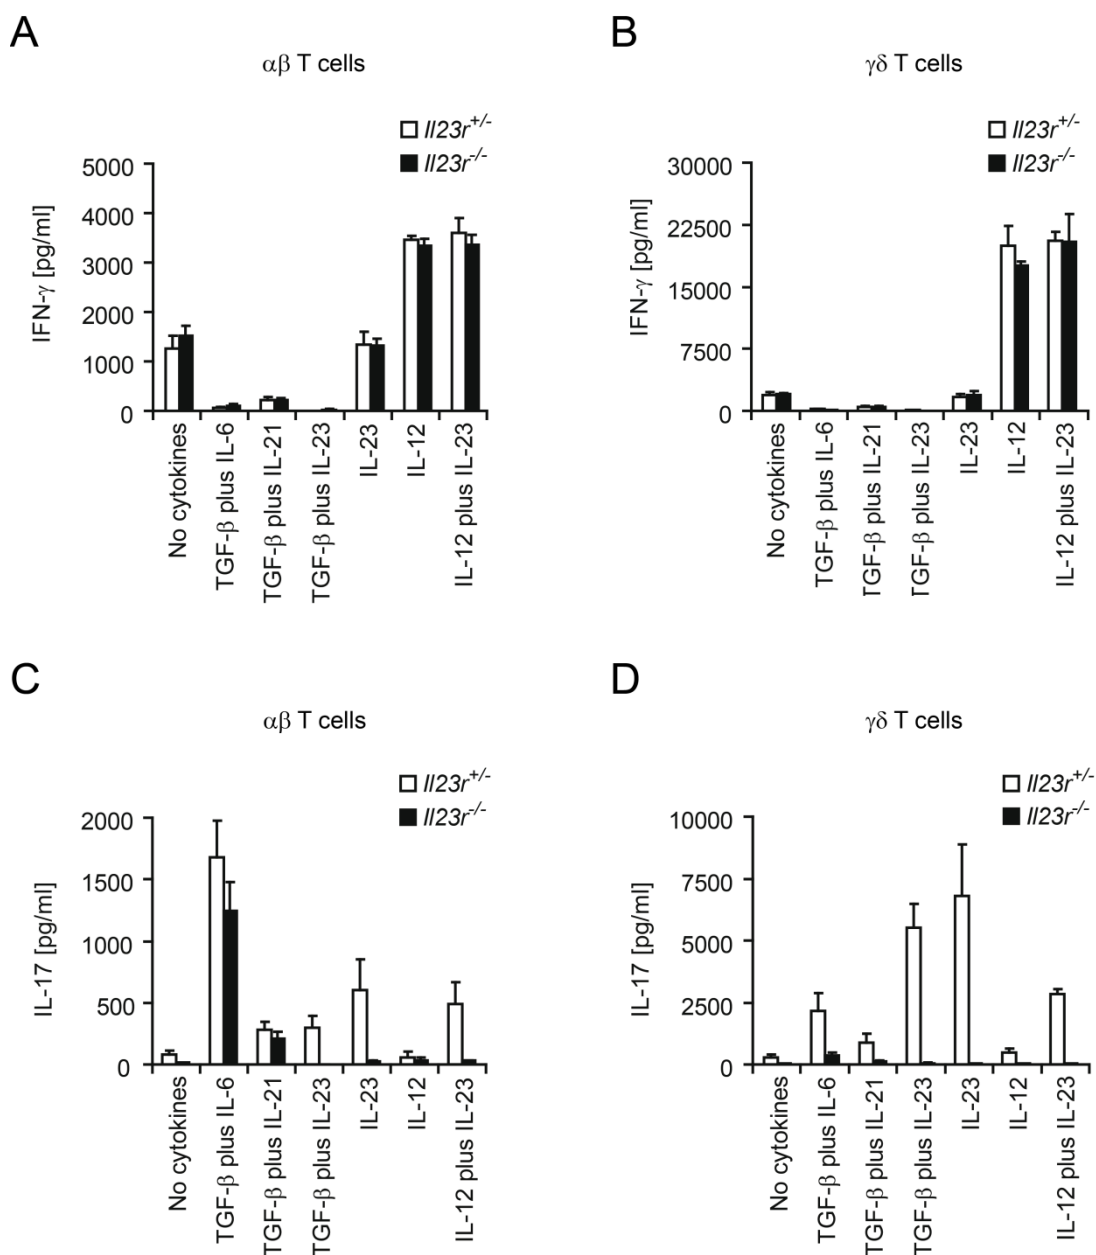 A
αβ T cells
Il23r+/-
Il23r-/-
IFN-γ [pg/ml]
5000
4000
3000
2000
1000
0
No cytokines
TGF-β plus IL-6
TGF-β plus IL-21
TGF-β plus IL-23
IL-23
IL-12
IL-12 plus IL-23
B
γδ T cells
Il23r+/-
Il23r-/-
IFN-γ [pg/ml]
30000
22500
15000
7500
0
No cytokines
TGF-β plus IL-6
TGF-β plus IL-21
TGF-β plus IL-23
IL-23
IL-12
IL-12 plus IL-23
C
αβ T cells
Il23r+/-
Il23r-/-
IL-17 [pg/ml]
2000
1500
1000
500
0
No cytokines
TGF-β plus IL-6
TGF-β plus IL-21
TGF-β plus IL-23
IL-23
IL-12
IL-12 plus IL-23
D
γδ T cells
Il23r+/-
Il23r-/-
IL-17 [pg/ml]
10000
7500
5000
2500
0
No cytokines
TGF-β plus IL-6
TGF-β plus IL-21
TGF-β plus IL-23
IL-23
IL-12
IL-12 plus IL-23